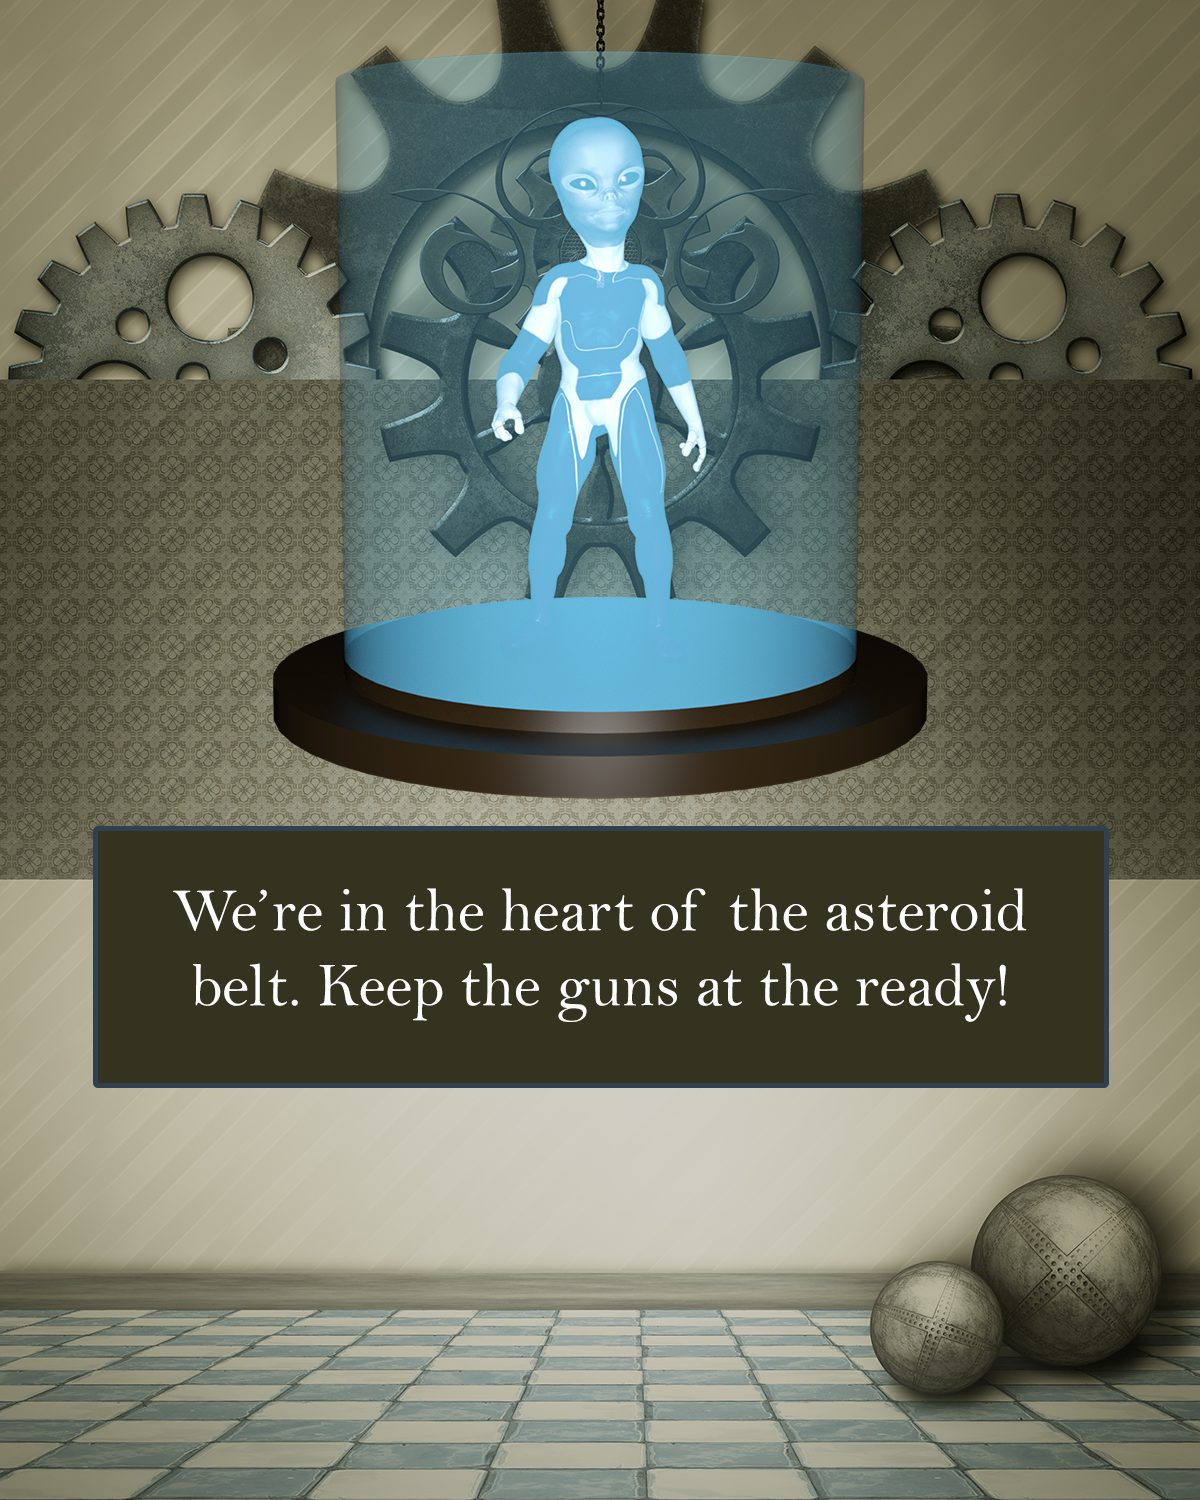 We’re in the heart of the asteroid
belt. Keep the guns at the ready!